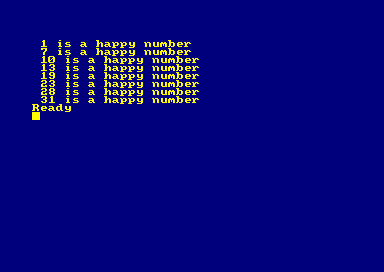 1 is a happy number
7 is a happy number
10 is a happy number
13 is a happy number
19 is a happy number
23 is a happy number
28 is a happy number
31 is a happy number
Ready